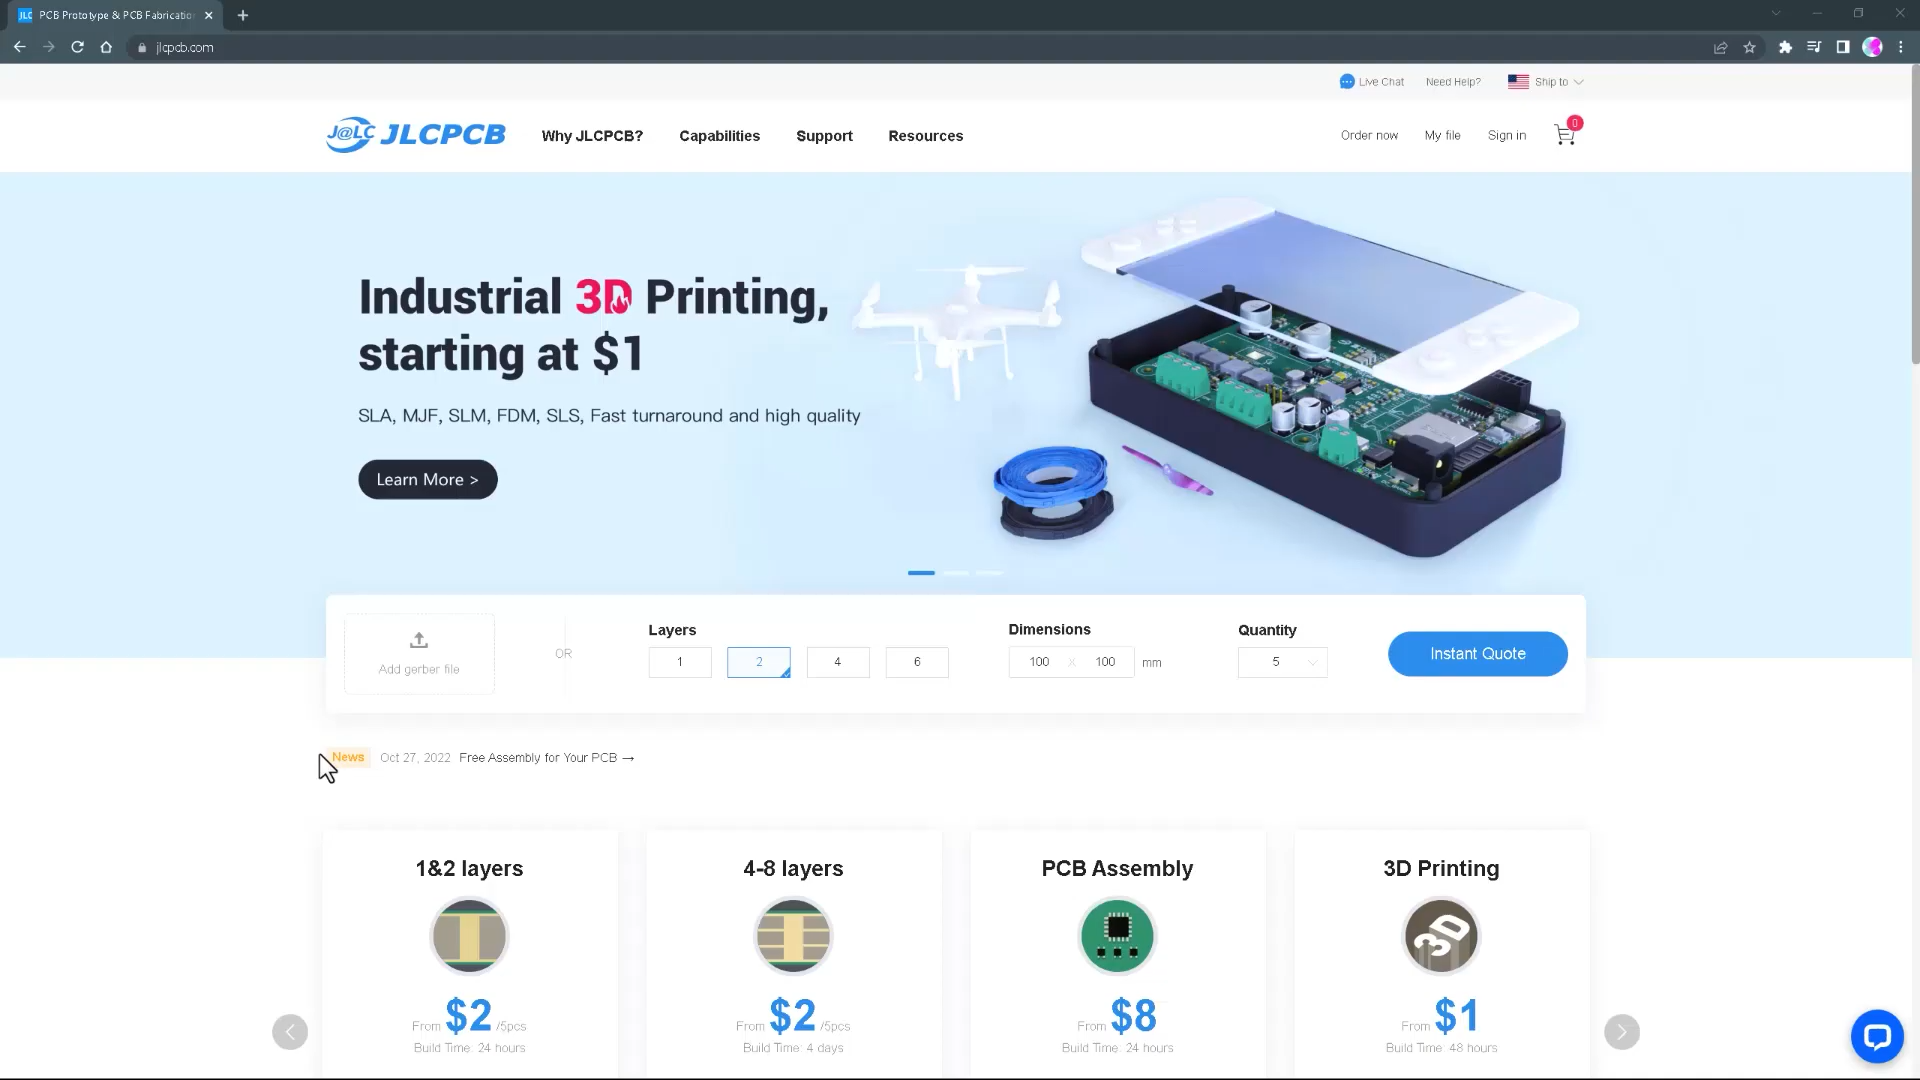 JLC PCB Prototype & PCB Fabricatio
jlcpcb.com
Live Chat Need Help? Ship to
J@LC JLCPCB Why JLCPCB? Capabilities Support Resources Order now My file Sign in 0
Industrial 3D Printing,
starting at $1
SLA, MJF, SLM, FDM, SLS, Fast turnaround and high quality
Learn More >
Add gerber file
OR
Layers
1 2 4 6
Dimensions
100 X 100 mm
Quantity
5
Instant Quote
News Oct 27, 2022 Free Assembly for Your PCB →
1&2 layers
From $2 /5pcs
Build Time: 24 hours
4-8 layers
From $2 /5pcs
Build Time: 4 days
PCB Assembly
From $8
Build Time: 24 hours
3D Printing
3D
From $1
Build Time: 48 hours